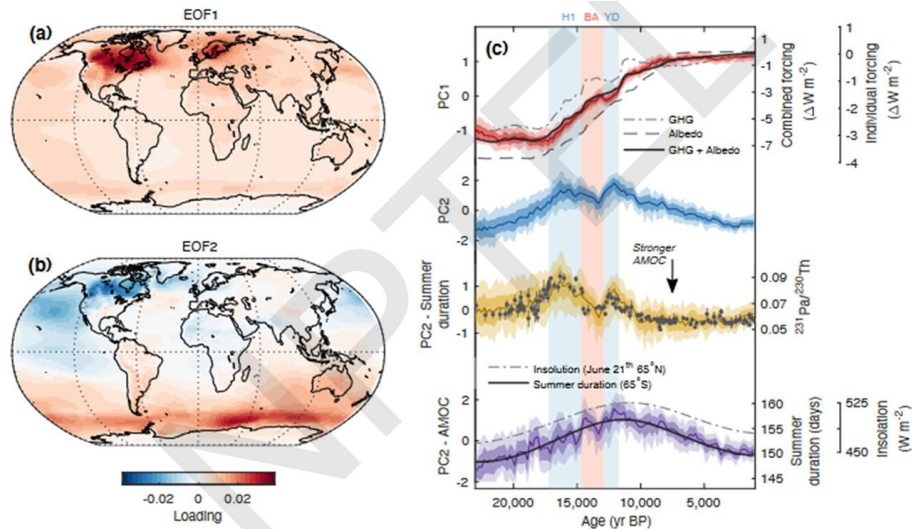 EOF1
(a)
EOF2
(b)
-0.02 0 0.02
Loading
H1 BA YD
(c)
PC1
1
0
-1
GHG
Albedo
GHG + Albedo
1
-1
-3
-5
-7
Combined forcing
(Δ W m-2)
1
0
-1
-2
-3
-4
Individual forcing
(Δ W m-2)
PC2
2
0
-2
PC2 - Summer
duration
1
0
-1
Stronger
AMOC
0.09
0.07
0.05
231Pa/230Th
Insolution (June 21th 65°N)
Summer duration (65°S)
PC2 - AMOC
2
0
-2
160
155
150
145
Summer
duration (days)
525
450
Insolation
(W m-2)
20,000 15,000 10,000 5,000
Age (yr BP)
NPTEL